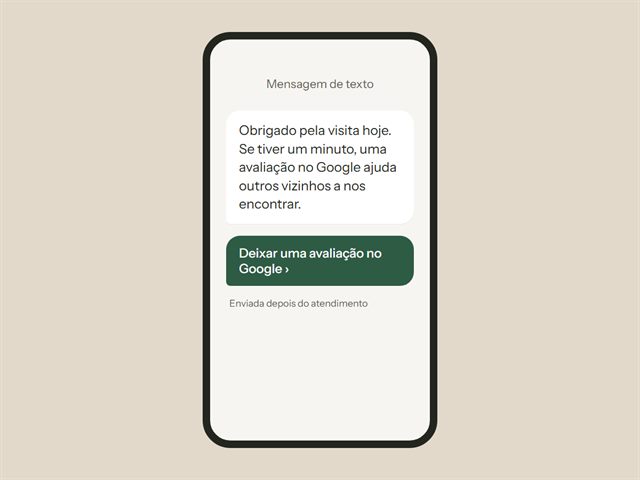 Mensagem de texto
Obrigado pela visita hoje.
Se tiver um minuto, uma
avaliação no Google ajuda
outros vizinhos a nos
encontrar.
Deixar uma avaliação no
Google ›
Enviada depois do atendimento